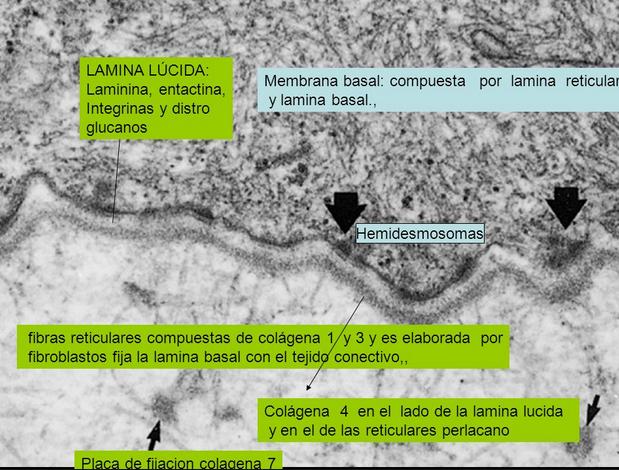 LAMINA LÚCIDA:
Laminina, entactina,
Integrinas y distro
glucanos
Membrana basal: compuesta por lamina reticular
y lamina basal.,
Hemidesmosomas
fibras reticulares compuestas de colágena 1 y 3 y es elaborada por
fibroblastos fija la lamina basal con el tejido conectivo,,
Colágena 4 en el lado de la lamina lucida
y en el de las reticulares perlacano
Placa de fijacion colagena 7